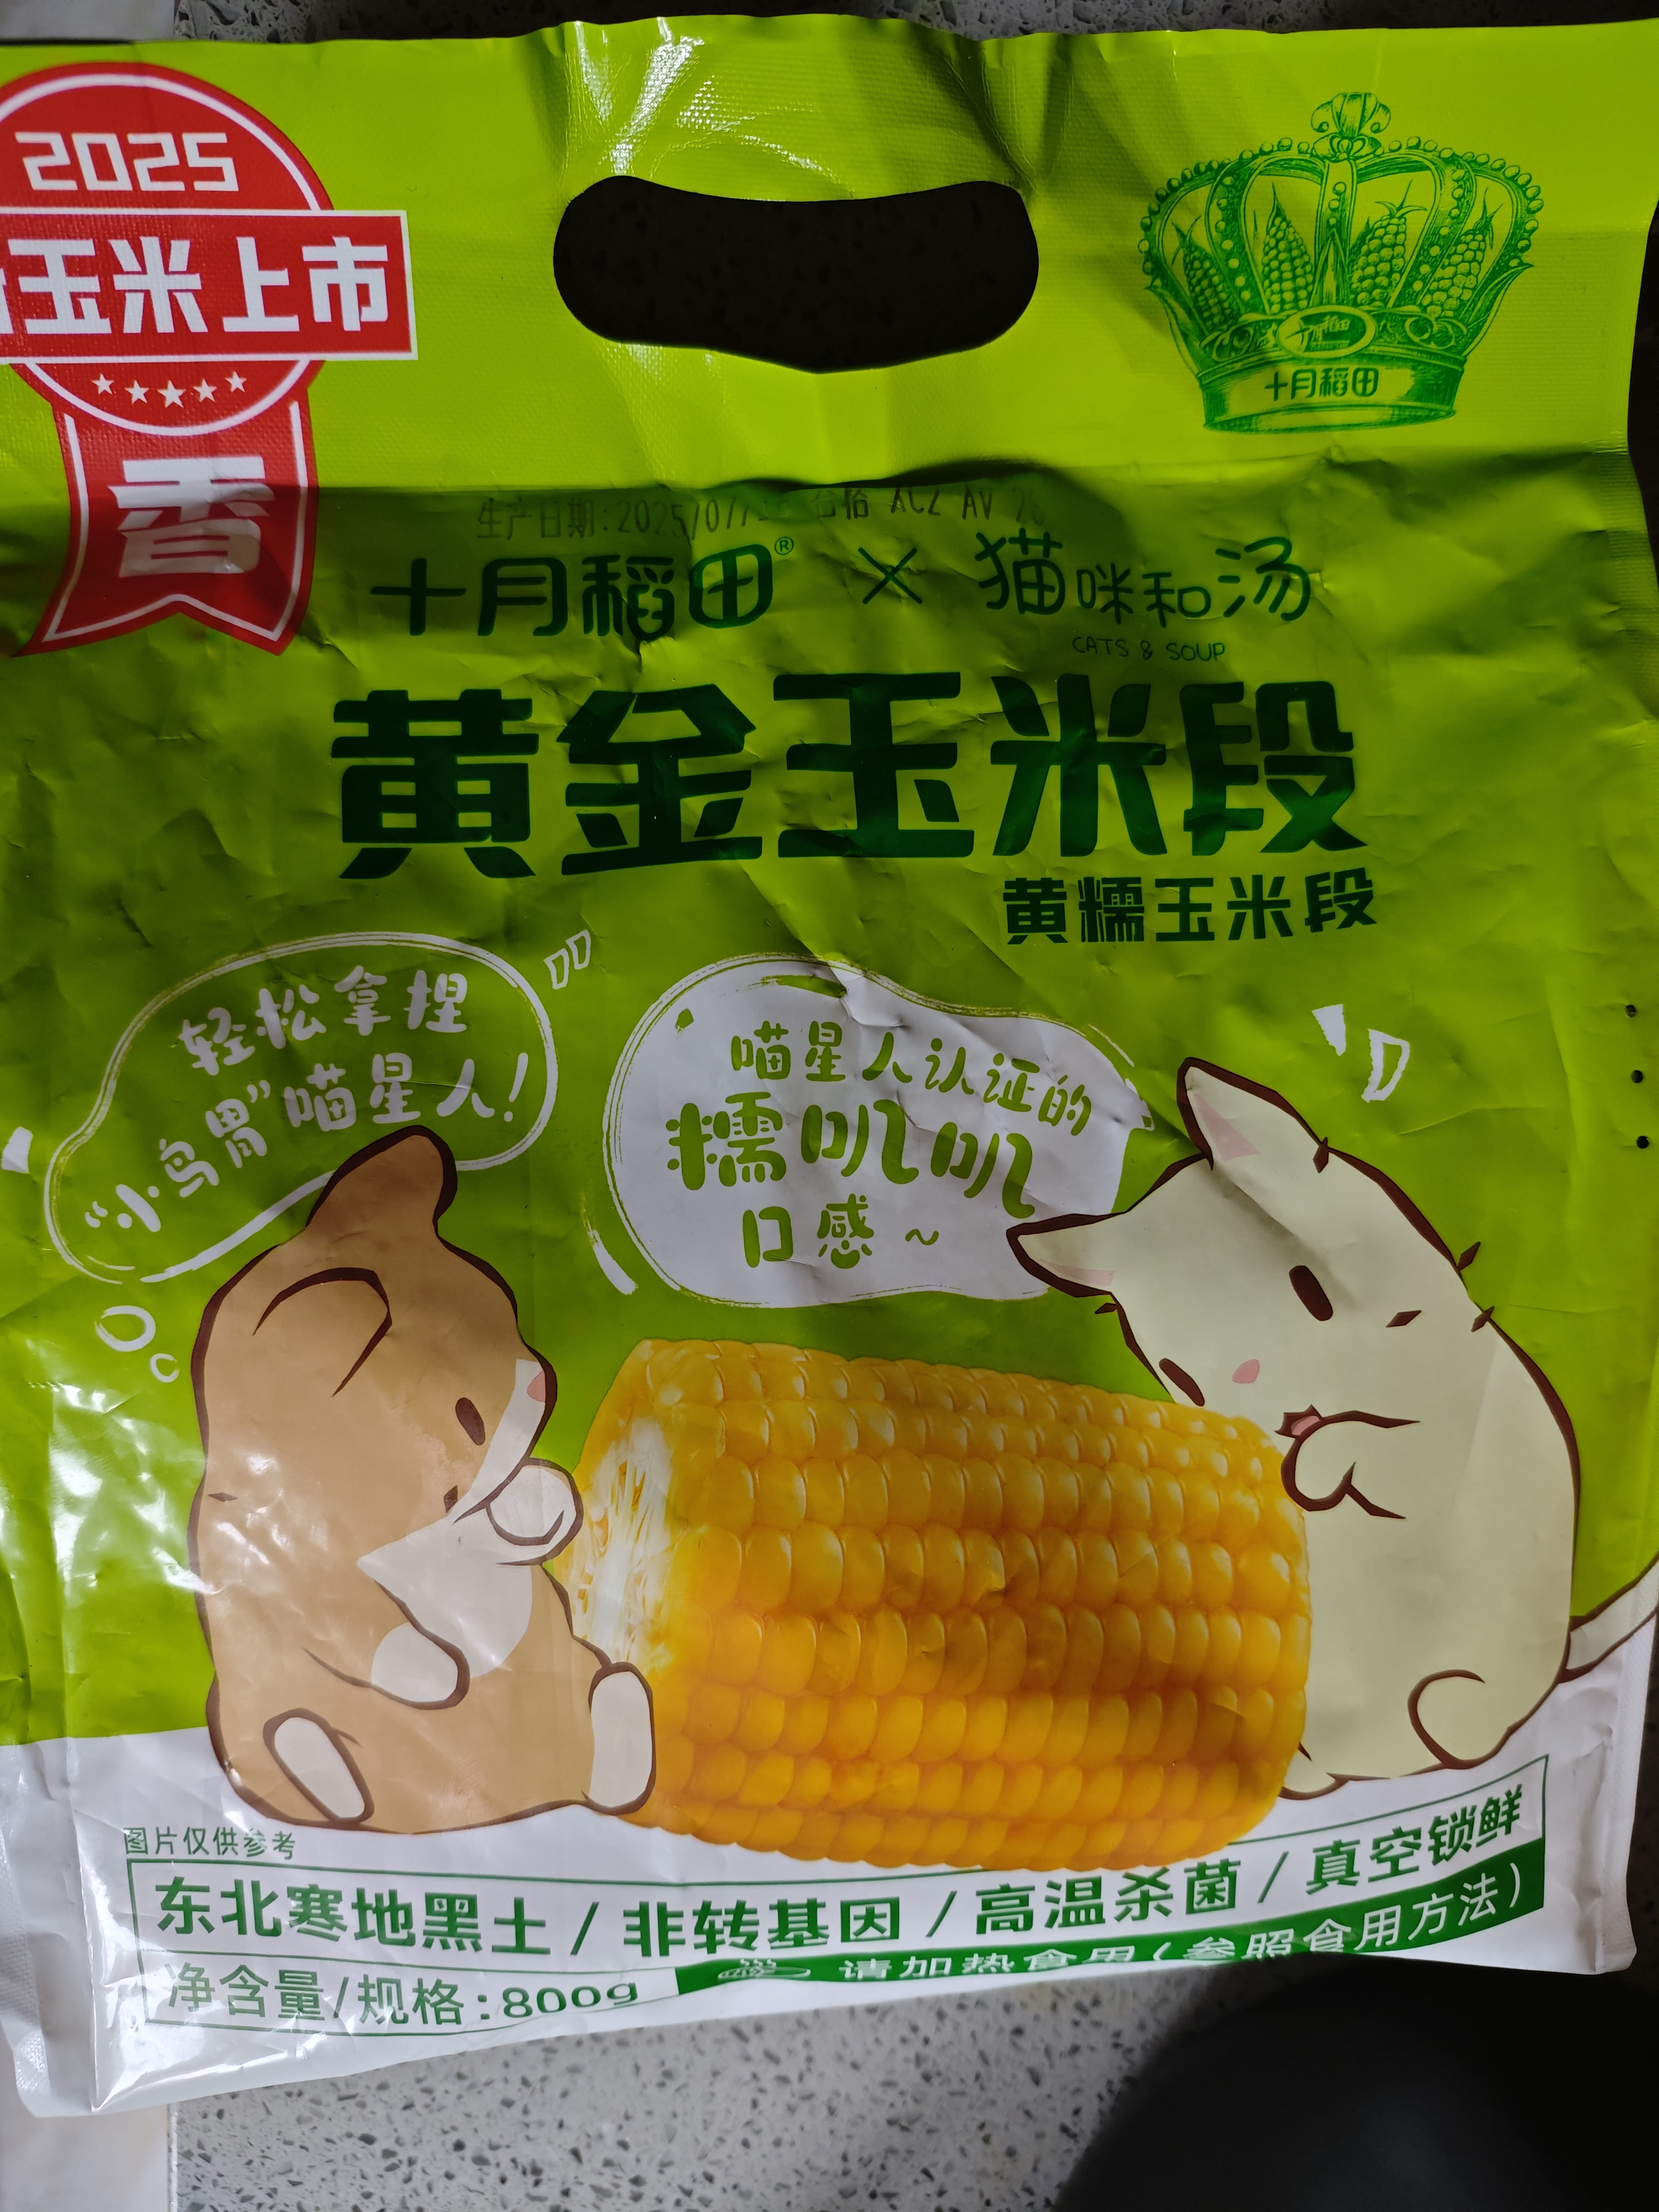 2025
玉米上市
香
十月稻田
生产日期:2025/07/ 合格 ACZ AV
十月稻田® × 猫咪和汤
CATS & SOUP
黄金玉米段
黄糯玉米段
轻松拿捏
“小鸟胃”喵星人!
喵星人认证的
糯叽叽
口感~
图片仅供参考
东北寒地黑土/非转基因/高温杀菌/真空锁鲜
净含量/规格:800g 请加热食用(参照食用方法)